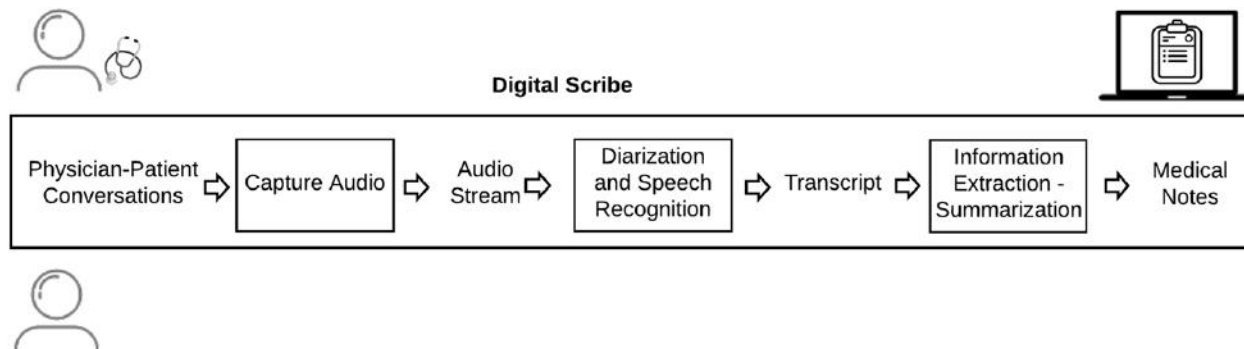 Digital Scribe
Physician-Patient
Conversations
Capture Audio
Audio
Stream
Diarization
and Speech
Recognition
Transcript
Information
Extraction -
Summarization
Medical
Notes